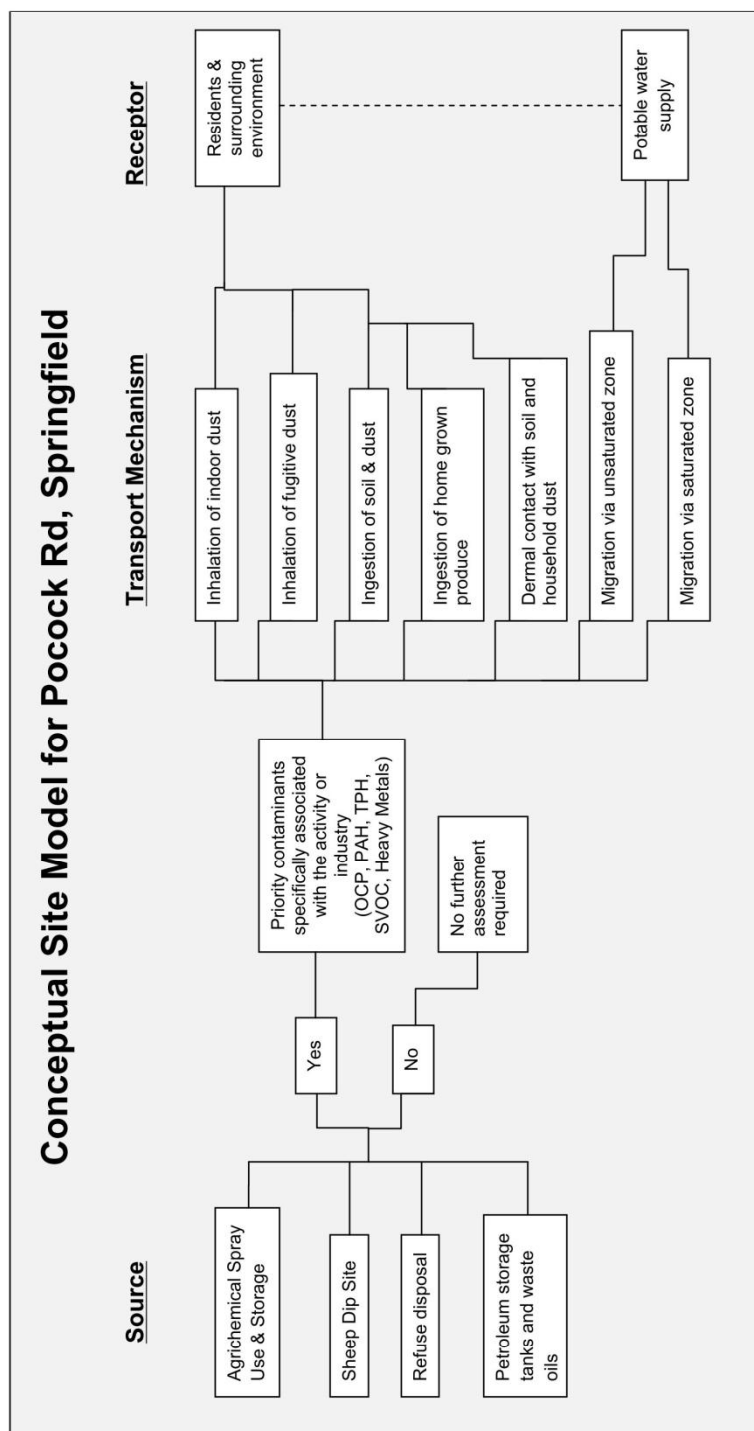 Conceptual Site Model for Pocock Rd, Springfield
Source
Agrichemical Spray
Use & Storage
Sheep Dip Site
Refuse disposal
Petroleum storage
tanks and waste
oils
Yes
No
Priority contaminants
specifically associated
with the activity or
industry
(OCP, PAH, TPH,
SVOC, Heavy Metals)
No further
assessment
required
Transport Mechanism
Inhalation of indoor dust
Inhalation of fugitive dust
Ingestion of soil & dust
Ingestion of home grown
produce
Dermal contact with soil and
household dust
Migration via unsaturated zone
Migration via saturated zone
Receptor
Residents &
surrounding
environment
Potable water
supply